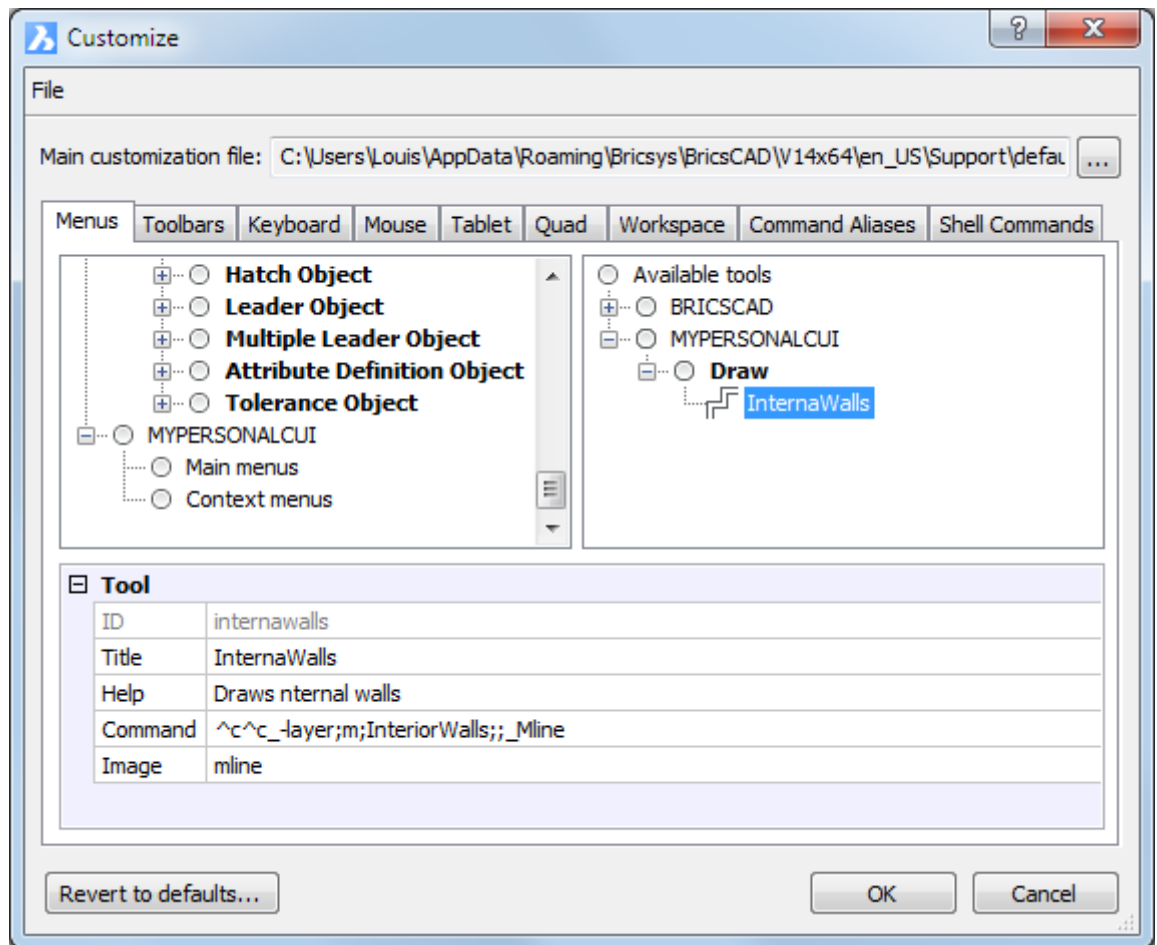 Customize
File
Main customization file: C:\Users\Louis\AppData\Roaming\Bricsys\BricsCAD\V14x64\en_US\Support\defau ...
Menus Toolbars Keyboard Mouse Tablet Quad Workspace Command Aliases Shell Commands
Hatch Object
Leader Object
Multiple Leader Object
Attribute Definition Object
Tolerance Object
MYPERSONALCUI
Main menus
Context menus
Available tools
BRICSCAD
MYPERSONALCUI
Draw
InternaWalls
Tool
ID internawalls
Title InternaWalls
Help Draws nternal walls
Command ^c^c_-layer;m;InteriorWalls;;_Mline
Image mline
Revert to defaults... OK Cancel